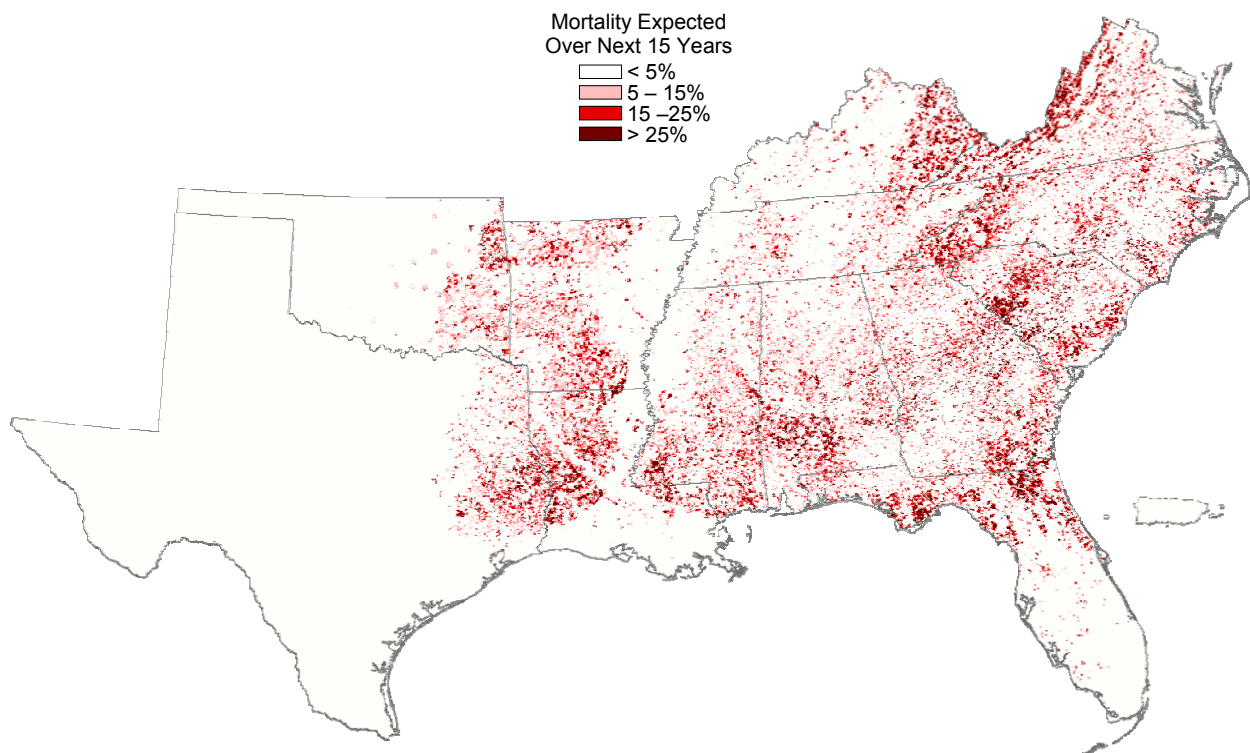 Mortality Expected
Over Next 15 Years
< 5%
5 – 15%
15 –25%
> 25%